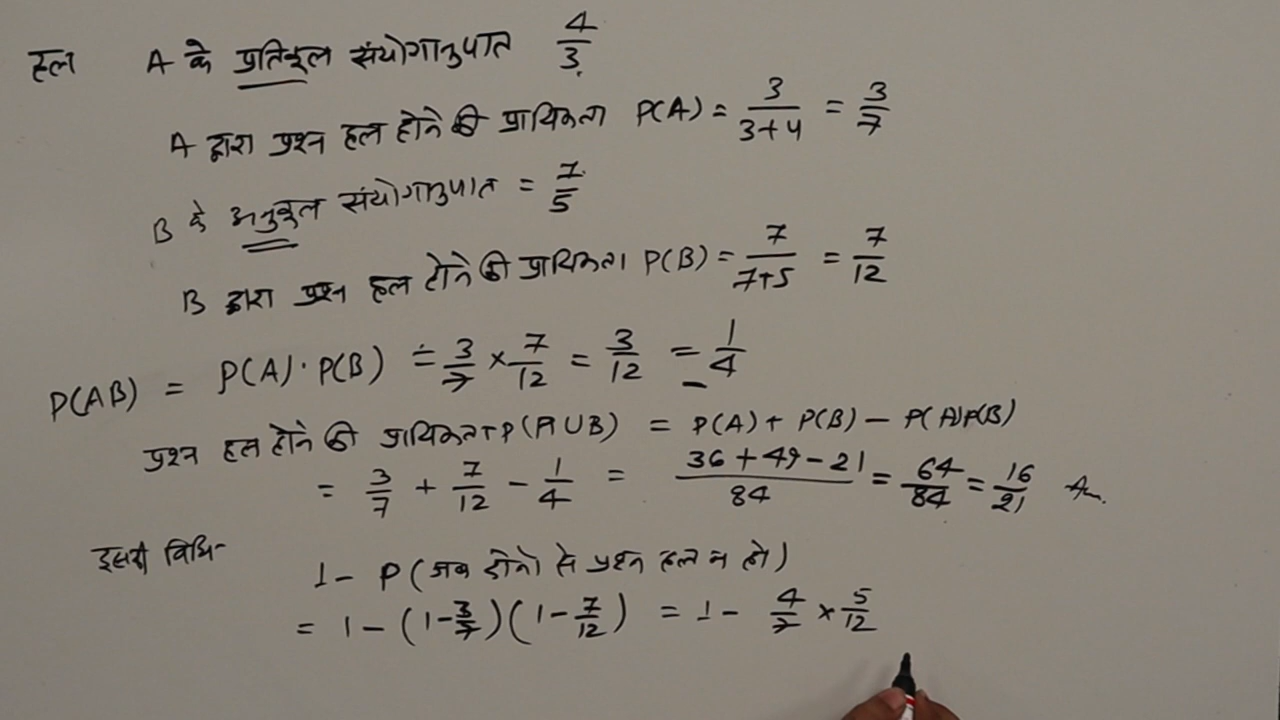 हल A के प्रतिकूल संयोगानुपात 4/3
A द्वारा प्रश्न हल होने की प्रायिकता P(A) = 3/(3+4) = 3/7
B के अनुकूल संयोगानुपात = 7/5
B द्वारा प्रश्न हल होने की प्रायिकता P(B) = 7/(7+5) = 7/12
P(AB) = P(A)·P(B) = 3/7 × 7/12 = 3/12 = 1/4
प्रश्न हल होने की प्रायिकता P(A∪B) = P(A) + P(B) − P(A)P(B)
= 3/7 + 7/12 − 1/4 = (36+49−21)/84 = 64/84 = 16/21 Ans.
दूसरी विधि-
1 − P(जब दोनों से प्रश्न हल न हो)
= 1 − (1−3/7)(1−7/12) = 1 − 4/7 × 5/12